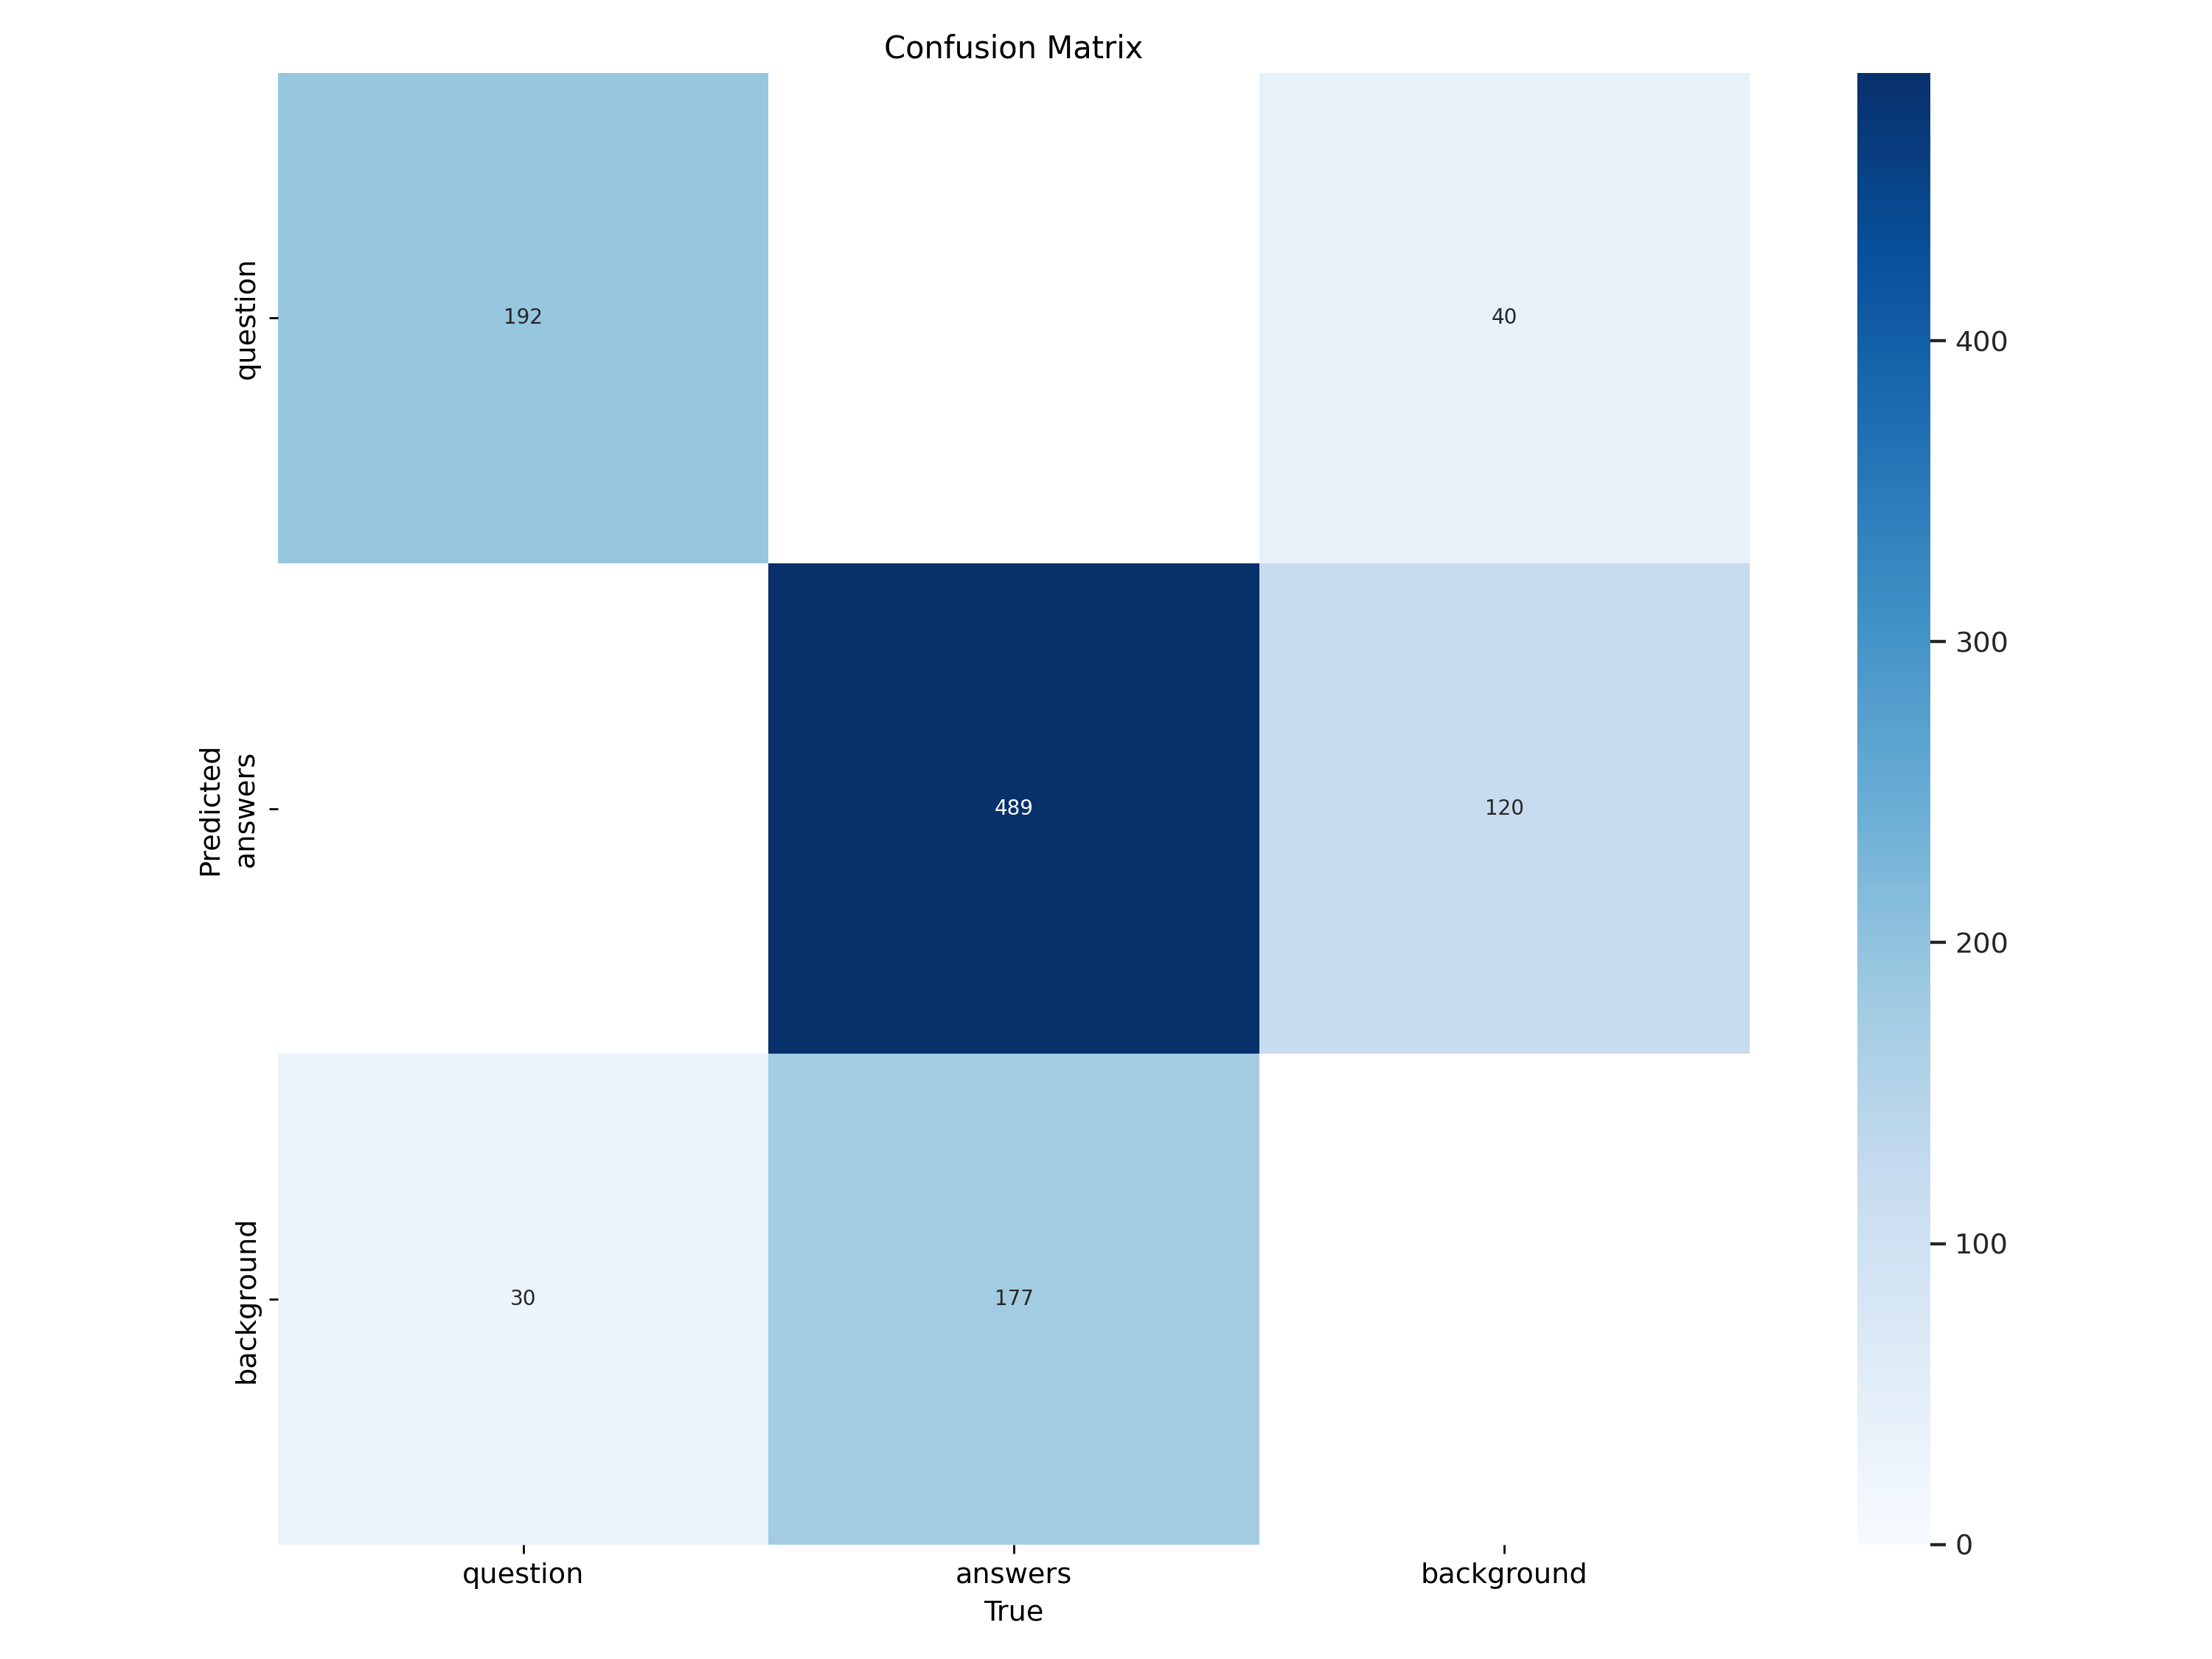 Confusion Matrix
question
192
40
400
300
Predicted
answers
489
120
200
100
background
30
177
0
question
answers
background
True